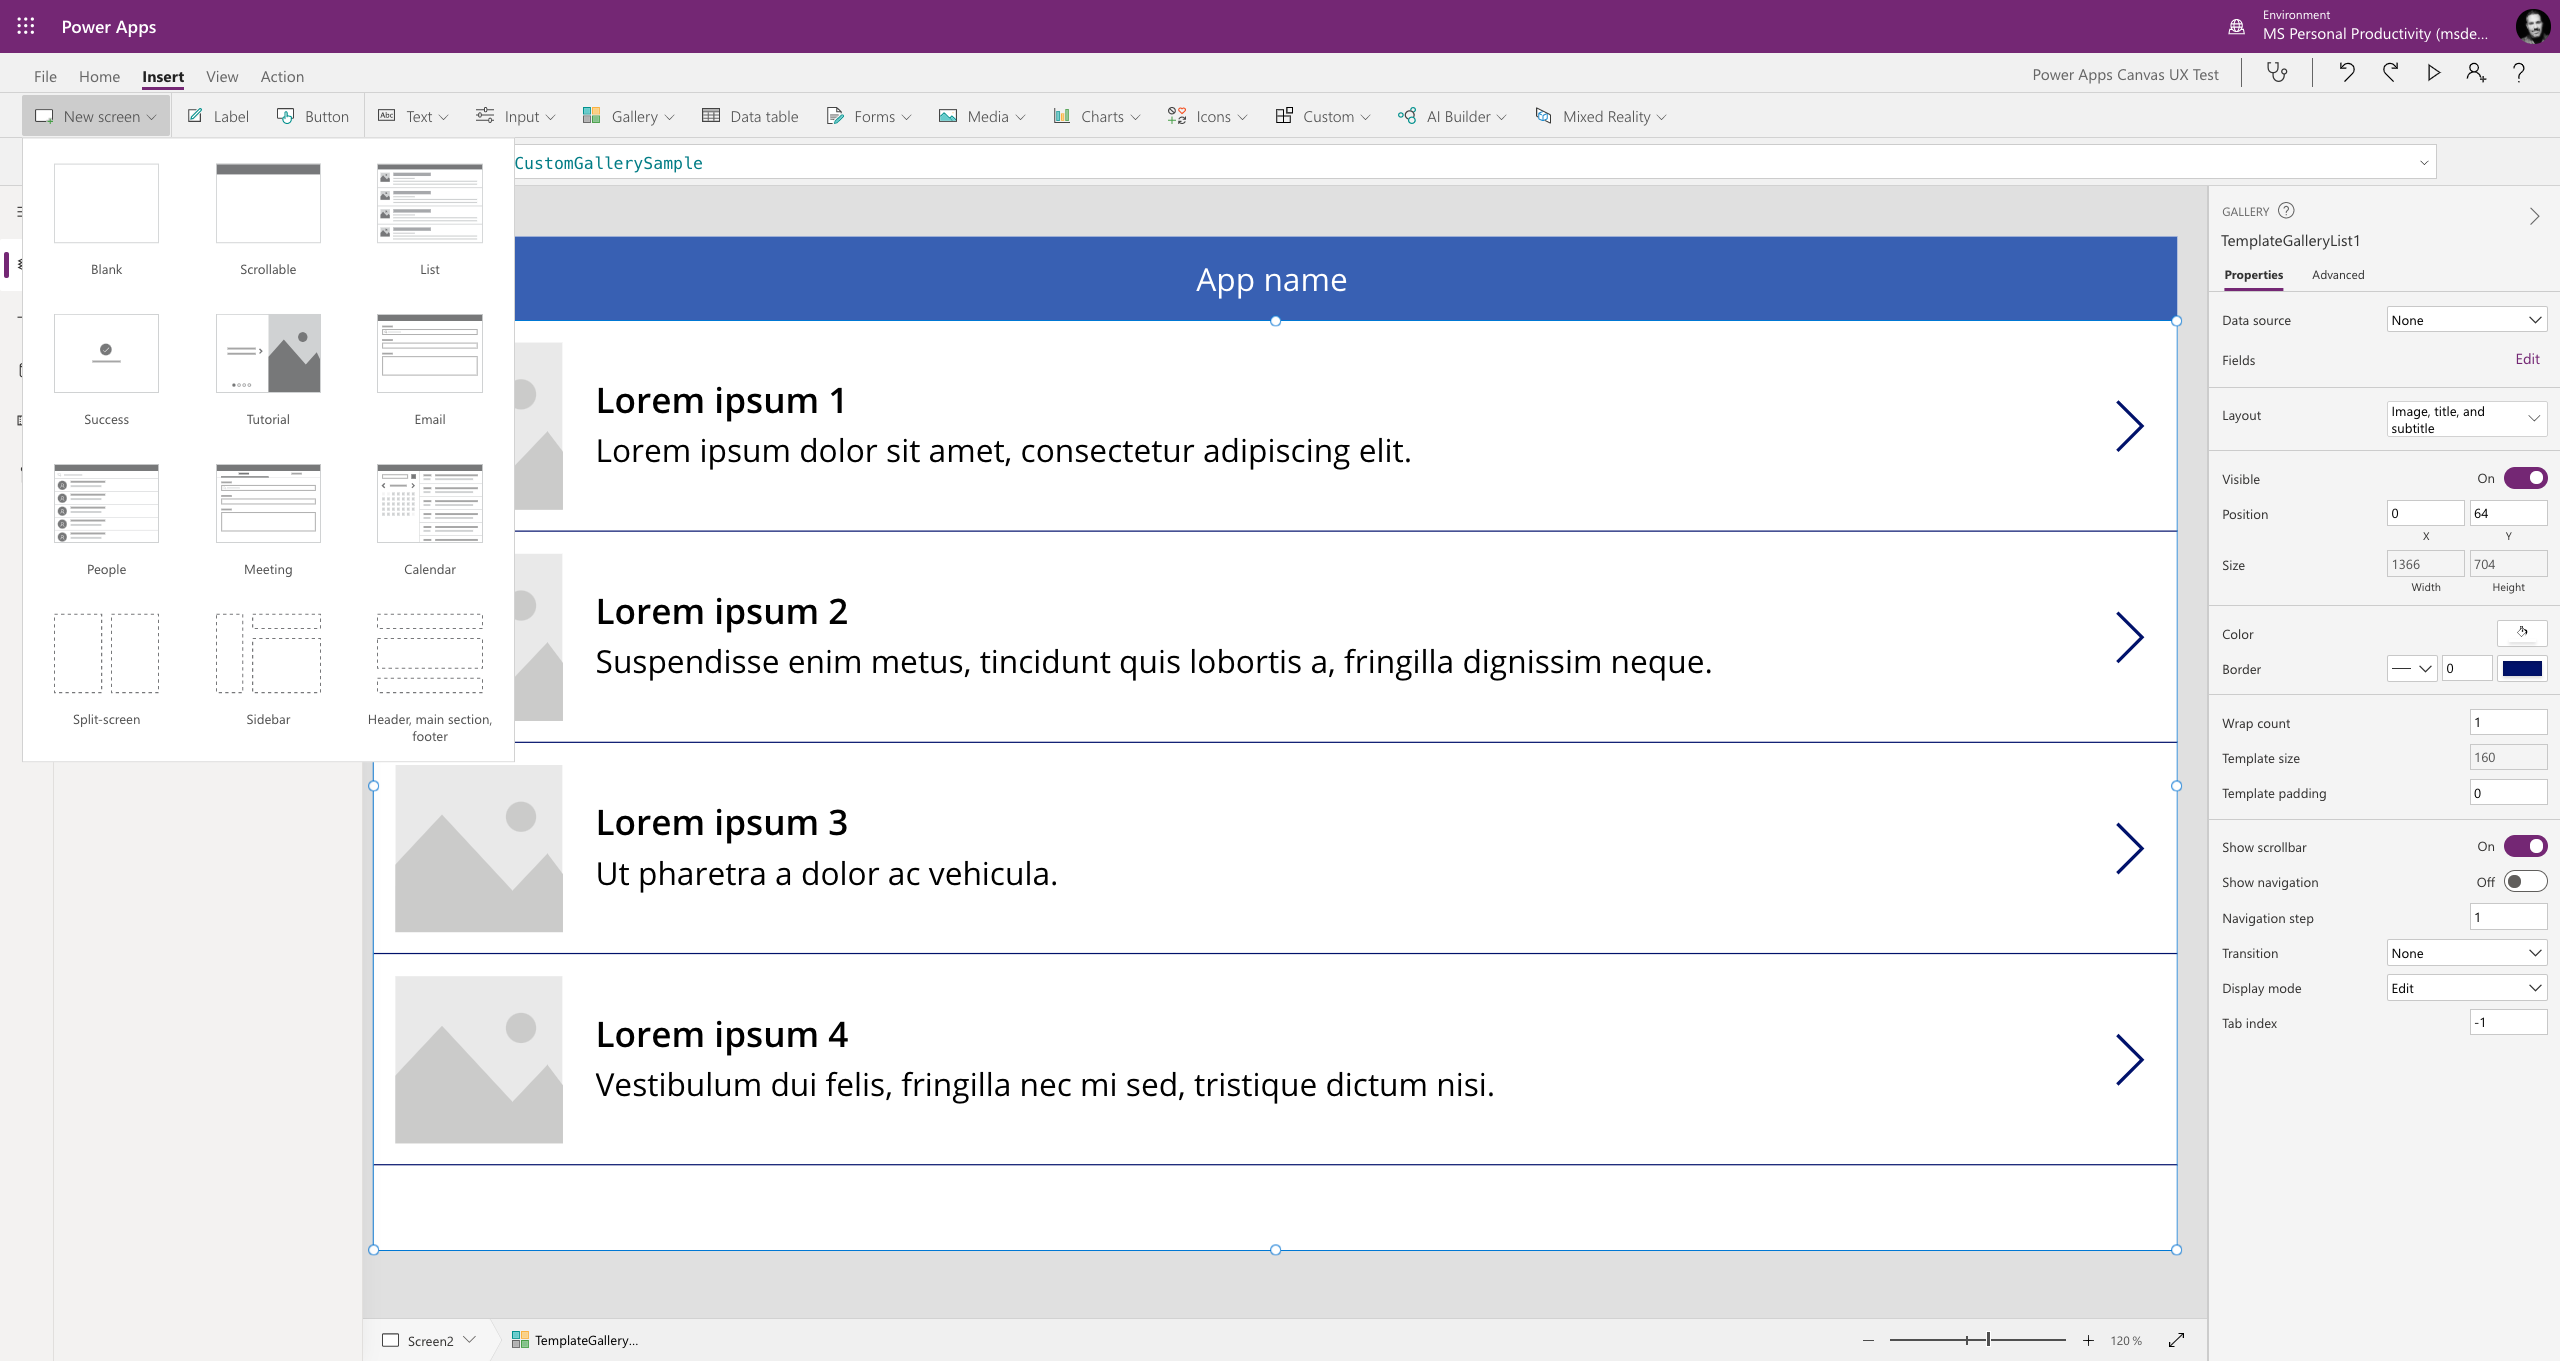 Power Apps
Environment
MS Personal Productivity (msde...
File Home Insert View Action
Power Apps Canvas UX Test
New screen Label Button Text Input Gallery Data table Forms Media Charts Icons Custom AI Builder Mixed Reality
CustomGallerySample
Blank Scrollable List
Success Tutorial Email
People Meeting Calendar
Split-screen Sidebar Header, main section,
footer
App name
Lorem ipsum 1
Lorem ipsum dolor sit amet, consectetur adipiscing elit.
Lorem ipsum 2
Suspendisse enim metus, tincidunt quis lobortis a, fringilla dignissim neque.
Lorem ipsum 3
Ut pharetra a dolor ac vehicula.
Lorem ipsum 4
Vestibulum dui felis, fringilla nec mi sed, tristique dictum nisi.
GALLERY
TemplateGalleryList1
Properties Advanced
Data source None
Fields Edit
Layout Image, title, and
subtitle
Visible On
Position 0 64
X Y
Size 1366 704
Width Height
Color
Border 0
Wrap count 1
Template size 160
Template padding 0
Show scrollbar On
Show navigation Off
Navigation step 1
Transition None
Display mode Edit
Tab index -1
Screen2 TemplateGallery... 120 %